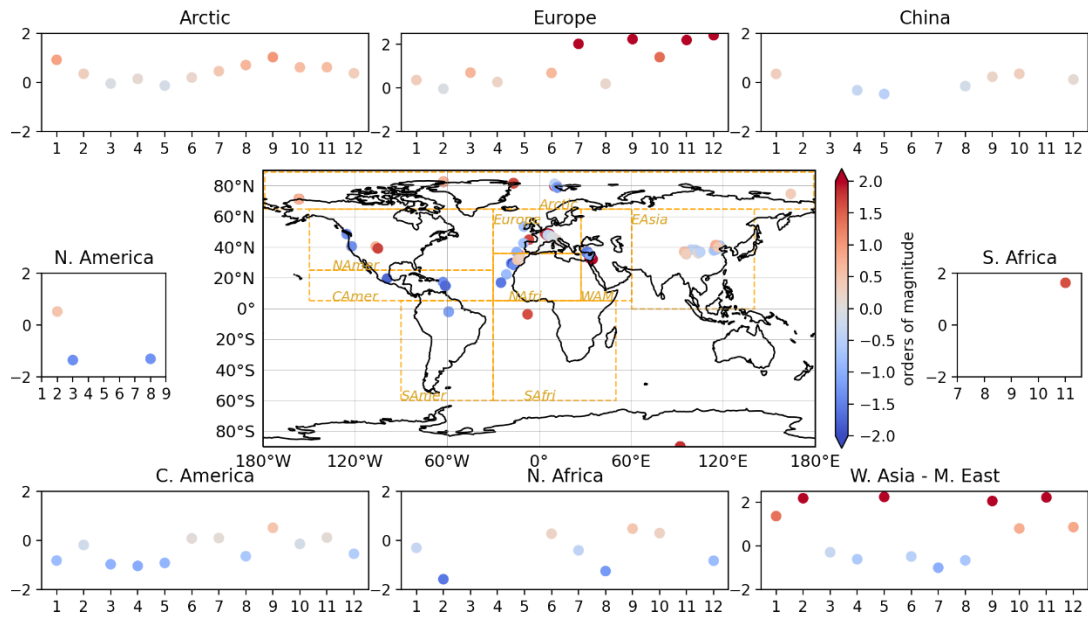 Arctic
Europe
China
2
0
−2
1 2 3 4 5 6 7 8 9 10 11 12
2
0
−2
1 2 3 4 5 6 7 8 9 10 11 12
2
0
−2
1 2 3 4 5 6 7 8 9 10 11 12
N. America
2
0
−2
1 2 3 4 5 6 7 8 9
80°N
60°N
40°N
20°N
0°
20°S
40°S
60°S
80°S
180°W 120°W 60°W 0° 60°E 120°E 180°E
Arctic
Europe
EAsia
NAmer
CAmer
NAfri
WAM
SAmer
SAfri
2.0
1.5
1.0
0.5
0.0
−0.5
−1.0
−1.5
−2.0
orders of magnitude
S. Africa
2
0
−2
7 8 9 10 11
C. America
N. Africa
W. Asia - M. East
2
0
−2
1 2 3 4 5 6 7 8 9 10 11 12
2
0
−2
1 2 3 4 5 6 7 8 9 10 11 12
2
0
−2
1 2 3 4 5 6 7 8 9 10 11 12